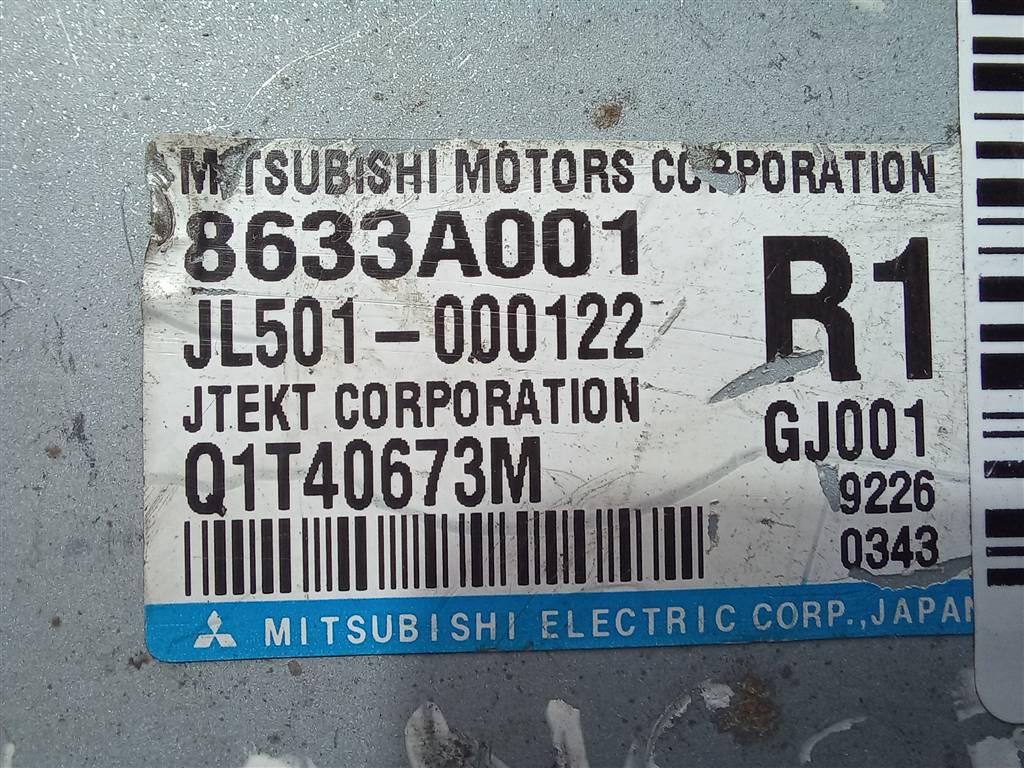 MITSUBISHI MOTORS CORPORATION
8633A001
JL501-000122
R1
JTEKT CORPORATION
GJ001
Q1T40673M
9226
0343
MITSUBISHI ELECTRIC CORP., JAPAN